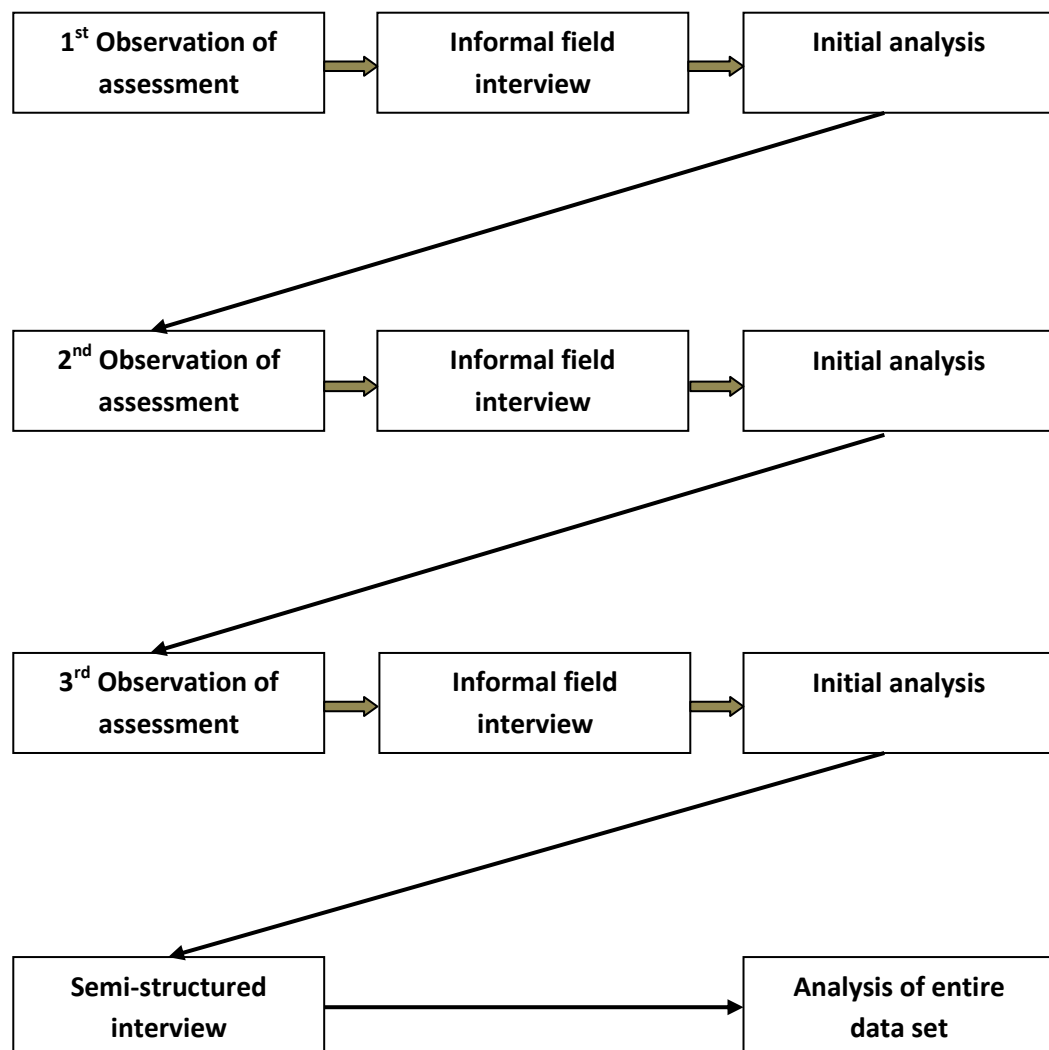 1st Observation of
assessment
Informal field
interview
Initial analysis
2nd Observation of
assessment
Informal field
interview
Initial analysis
3rd Observation of
assessment
Informal field
interview
Initial analysis
Semi-structured
interview
Analysis of entire
data set